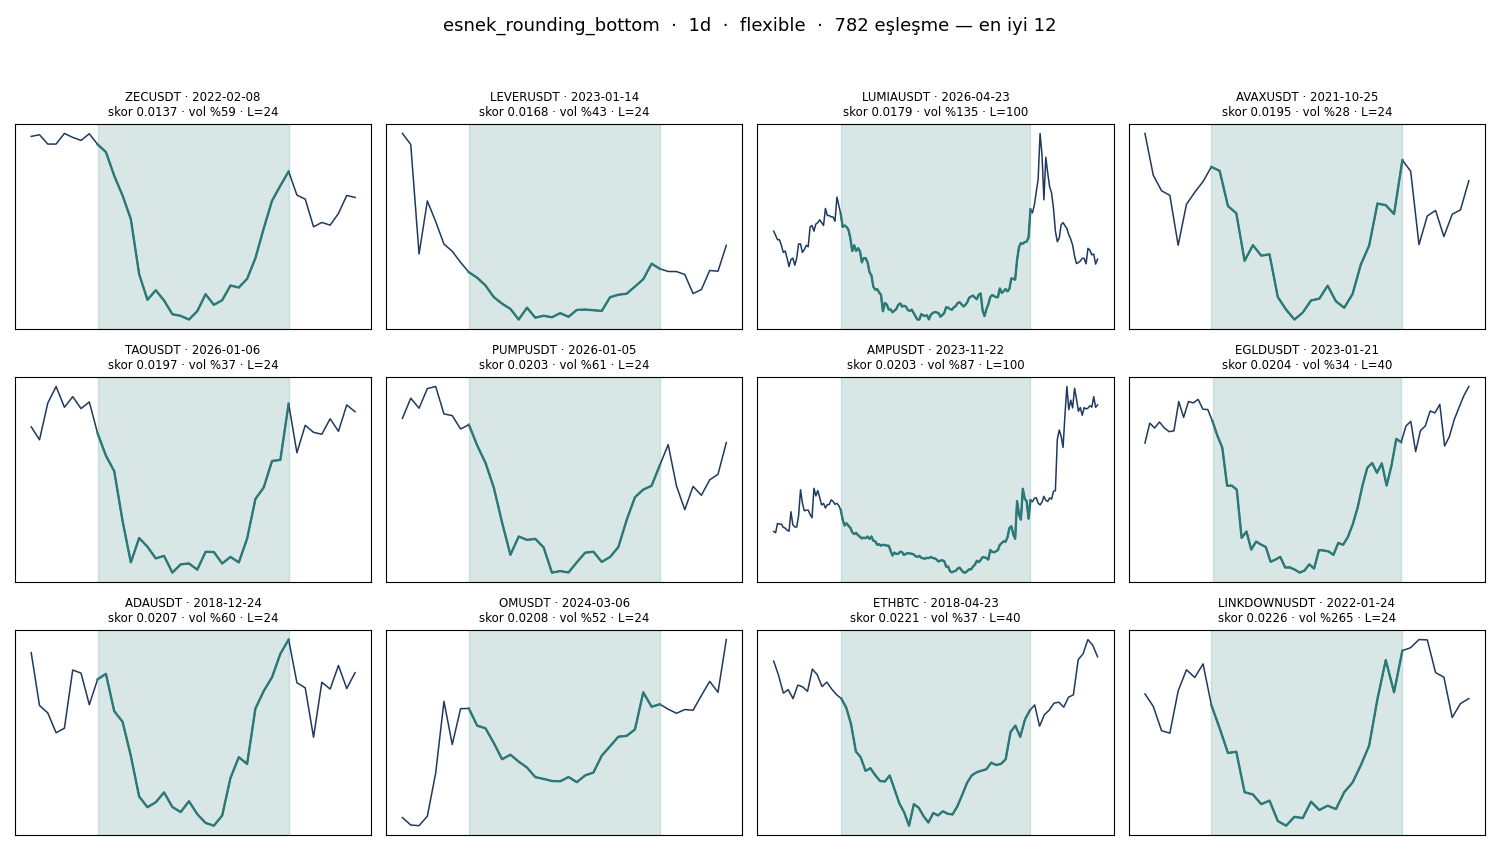 esnek_rounding_bottom · 1d · flexible · 782 eşleşme — en iyi 12
ZECUSDT · 2022-02-08
skor 0.0137 · vol %59 · L=24
LEVERUSDT · 2023-01-14
skor 0.0168 · vol %43 · L=24
LUMIAUSDT · 2026-04-23
skor 0.0179 · vol %135 · L=100
AVAXUSDT · 2021-10-25
skor 0.0195 · vol %28 · L=24
TAOUSDT · 2026-01-06
skor 0.0197 · vol %37 · L=24
PUMPUSDT · 2026-01-05
skor 0.0203 · vol %61 · L=24
AMPUSDT · 2023-11-22
skor 0.0203 · vol %87 · L=100
EGLDUSDT · 2023-01-21
skor 0.0204 · vol %34 · L=40
ADAUSDT · 2018-12-24
skor 0.0207 · vol %60 · L=24
OMUSDT · 2024-03-06
skor 0.0208 · vol %52 · L=24
ETHBTC · 2018-04-23
skor 0.0221 · vol %37 · L=40
LINKDOWNUSDT · 2022-01-24
skor 0.0226 · vol %265 · L=24